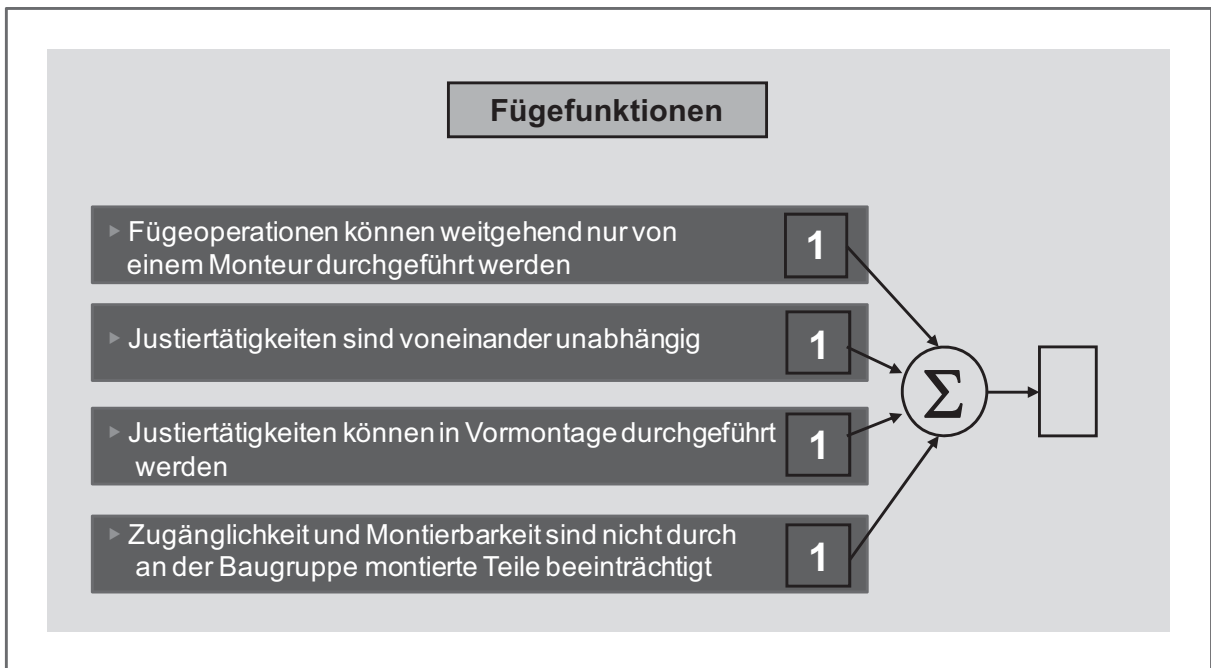 Fügefunktionen
Fügeoperationen können weitgehend nur von
einem Monteur durchgeführt werden
1
Justiertätigkeiten sind voneinander unabhängig
1
Justiertätigkeiten können in Vormontage durchgeführt
werden
1
Zugänglichkeit und Montierbarkeit sind nicht durch
an der Baugruppe montierte Teile beeinträchtigt
1
Σ